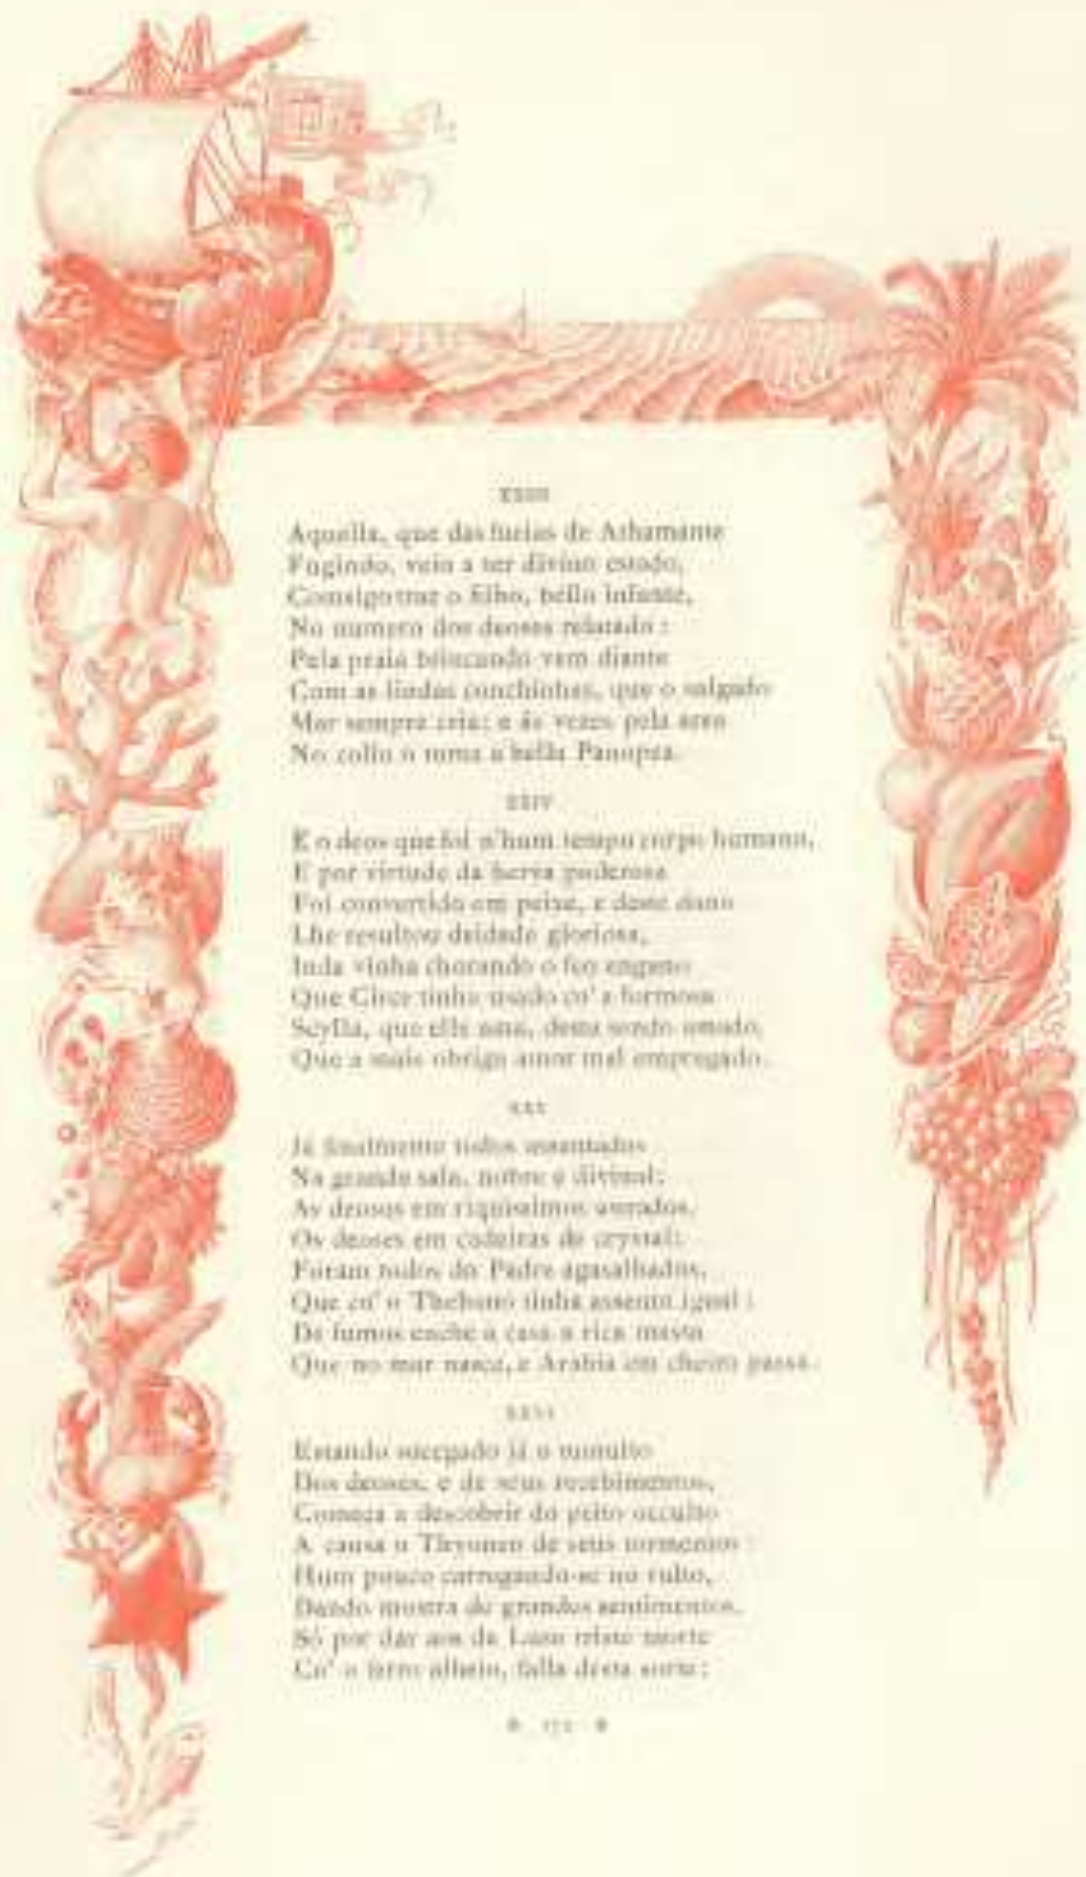 XXIII
Aquella, que das furias de Athamante
Fugindo, veio a ter divino estado,
Comsigo traz o filho, bello infante,
No numero dos deoses relatado:
Pela praia brincando vem diante
Com as lindas conchinhas, que o salgado
Mar sempre cria; e ás vezes pela area
No collo o toma a bella Panopea.
XXIV
E o deos que foi n'hum tempo corpo humano,
E por virtude da herva poderosa
Foi convertido em peixe, e deste dano
Lhe resultou deidade gloriosa,
Inda vinha chorando o feo engano
Que Circe tinha usado co'a formosa
Scylla, que elle ama, desta sendo amado,
Que a mais obriga amor mal empregado.
XXV
Já finalmente todos assentados
Na grande sala, nobre e divinal;
As deosas em riquissimos estrados,
Os deoses em cadeiras de crystal;
Foram todos do Padre agasalhados,
Que co'o Thebano tinha assento igual:
De fumos enche a casa a rica massa
Que no mar nasce, e Arabia em cheiro passa.
XXVI
Estando socegado já o tumulto
Dos deoses, e de seus recebimentos,
Começa a descobrir do peito occulto
A causa o Thyoneo de seus tormentos:
Hum pouco carregando-se no vulto,
Dando mostra de grandes sentimentos,
Só por dar aos de Luso triste morte
Co'o ferro alheio, falla desta sorte: